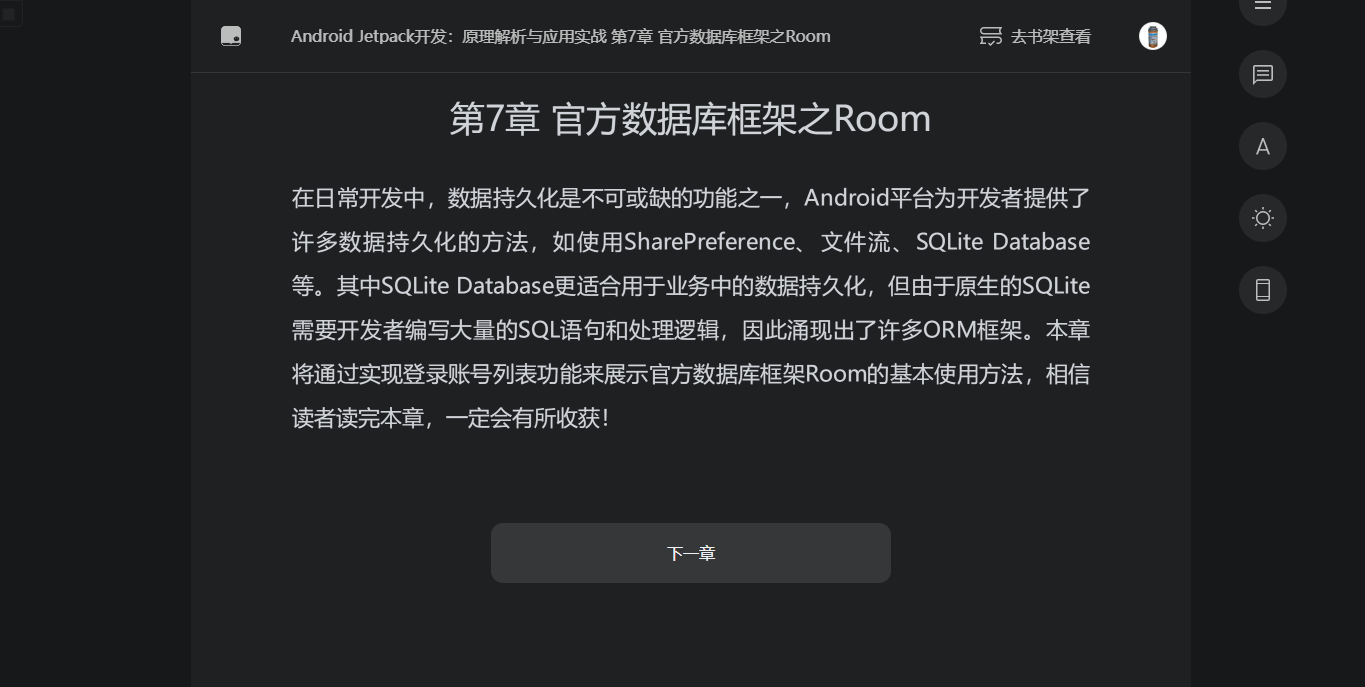 Android Jetpack开发：原理解析与应用实战 第7章 官方数据库框架之Room
去书架查看
第7章 官方数据库框架之Room
在日常开发中，数据持久化是不可或缺的功能之一，Android平台为开发者提供了
许多数据持久化的方法，如使用SharePreference、文件流、SQLite Database
等。其中SQLite Database更适合用于业务中的数据持久化，但由于原生的SQLite
需要开发者编写大量的SQL语句和处理逻辑，因此涌现出了许多ORM框架。本章
将通过实现登录账号列表功能来展示官方数据库框架Room的基本使用方法，相信
读者读完本章，一定会有所收获！
下一章
A